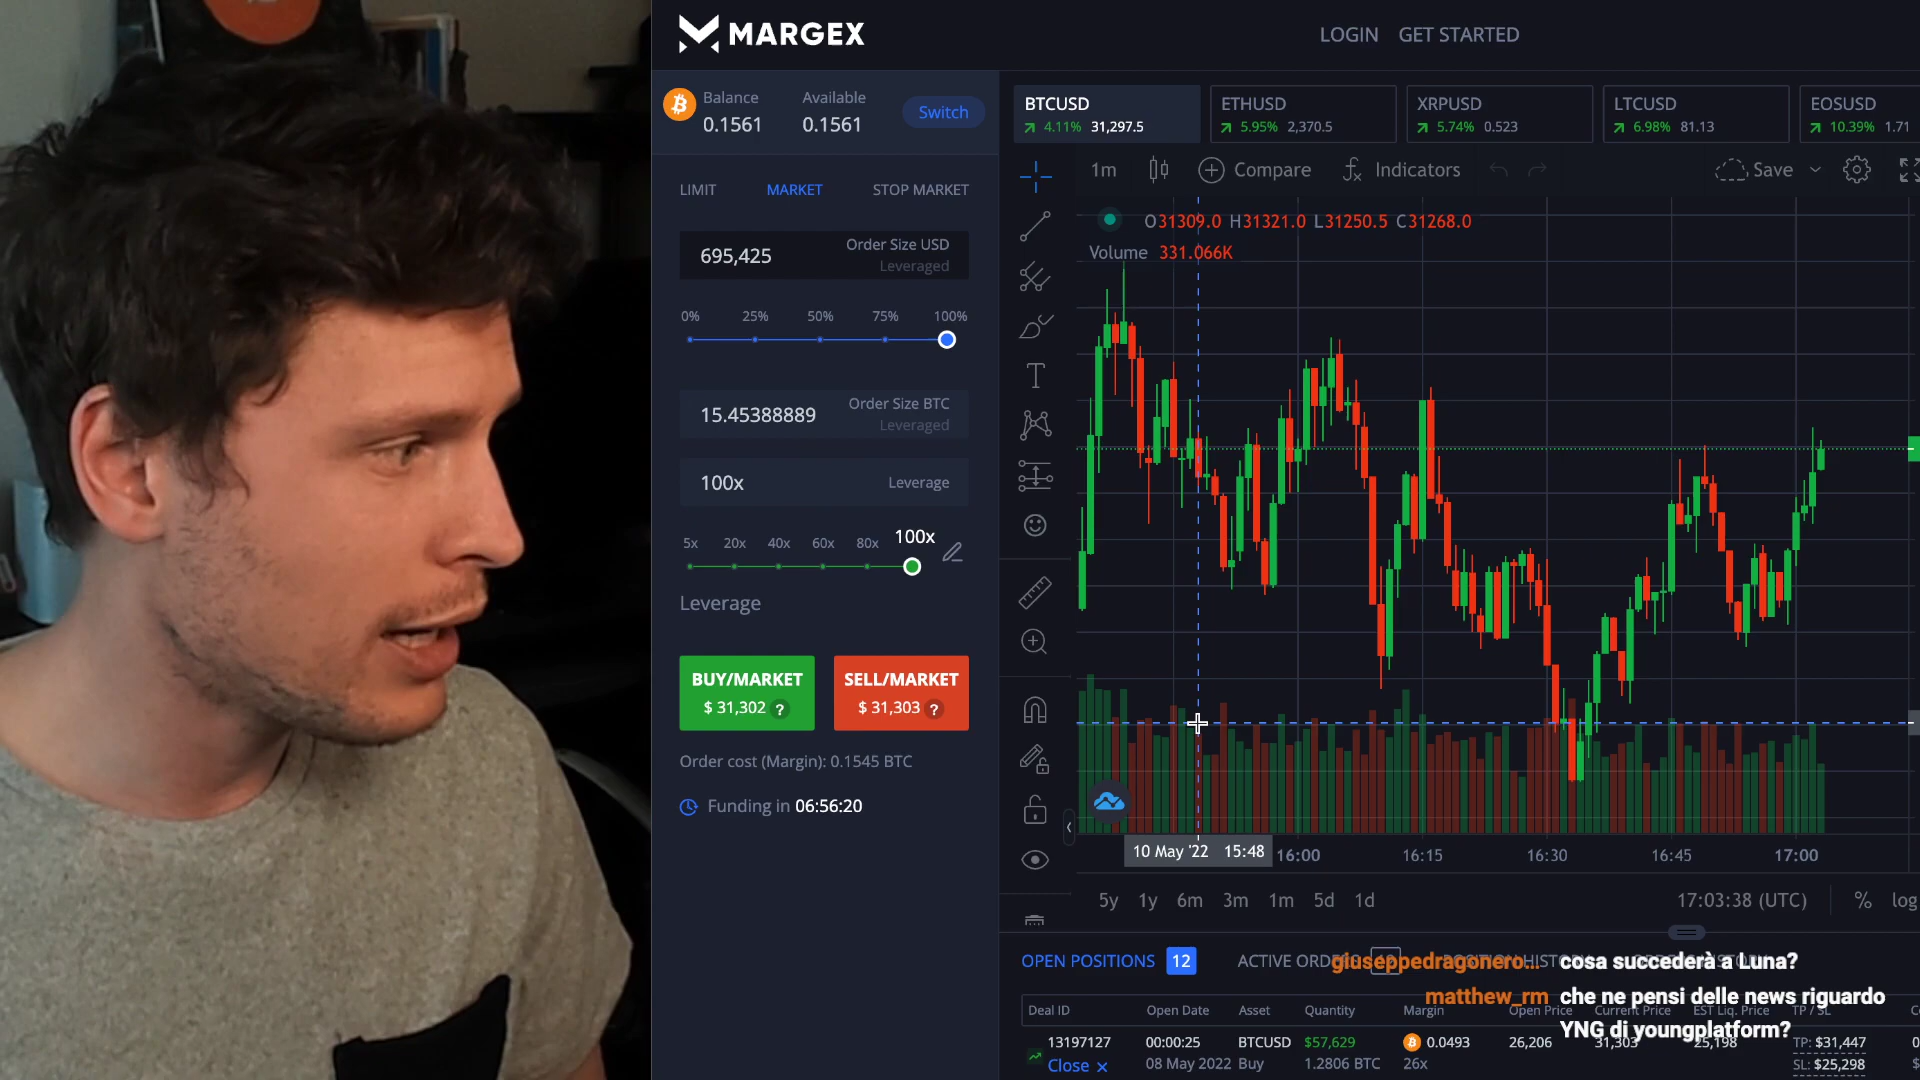 MARGEX
LOGIN GET STARTED
Balance
0.1561
Available
0.1561
Switch
BTCUSD
4.11% 31,297.5
ETHUSD
5.95% 2,370.5
XRPUSD
5.74% 0.523
LTCUSD
6.98% 81.13
EOSUSD
10.39% 1.71
1m Compare Indicators Save
LIMIT MARKET STOP MARKET
695,425 Order Size USD
Leveraged
0% 25% 50% 75% 100%
15.45388889 Order Size BTC
Leveraged
100x Leverage
5x 20x 40x 60x 80x 100x
Leverage
BUY/MARKET
$ 31,302 ?
SELL/MARKET
$ 31,303 ?
Order cost (Margin): 0.1545 BTC
Funding in 06:56:20
O31309.0 H31321.0 L31250.5 C31268.0
Volume 331.066K
10 May '22 15:48 16:00 16:15 16:30 16:45 17:00
5y 1y 6m 3m 1m 5d 1d
17:03:38 (UTC) % log
OPEN POSITIONS 12
giuseppedragonero... cosa succederà a Luna?
matthew_rm che ne pensi delle news riguardo
YNG di youngplatform?
Deal ID Open Date Asset Quantity Margin Open Price Current Price EST Liq. Price TP / SL
13197127 00:00:25 BTCUSD $57,629 0.0493 26,206 31,303 25,198 TP: $31,447
Close × 08 May 2022 Buy 1.2806 BTC 26x SL: $25,298